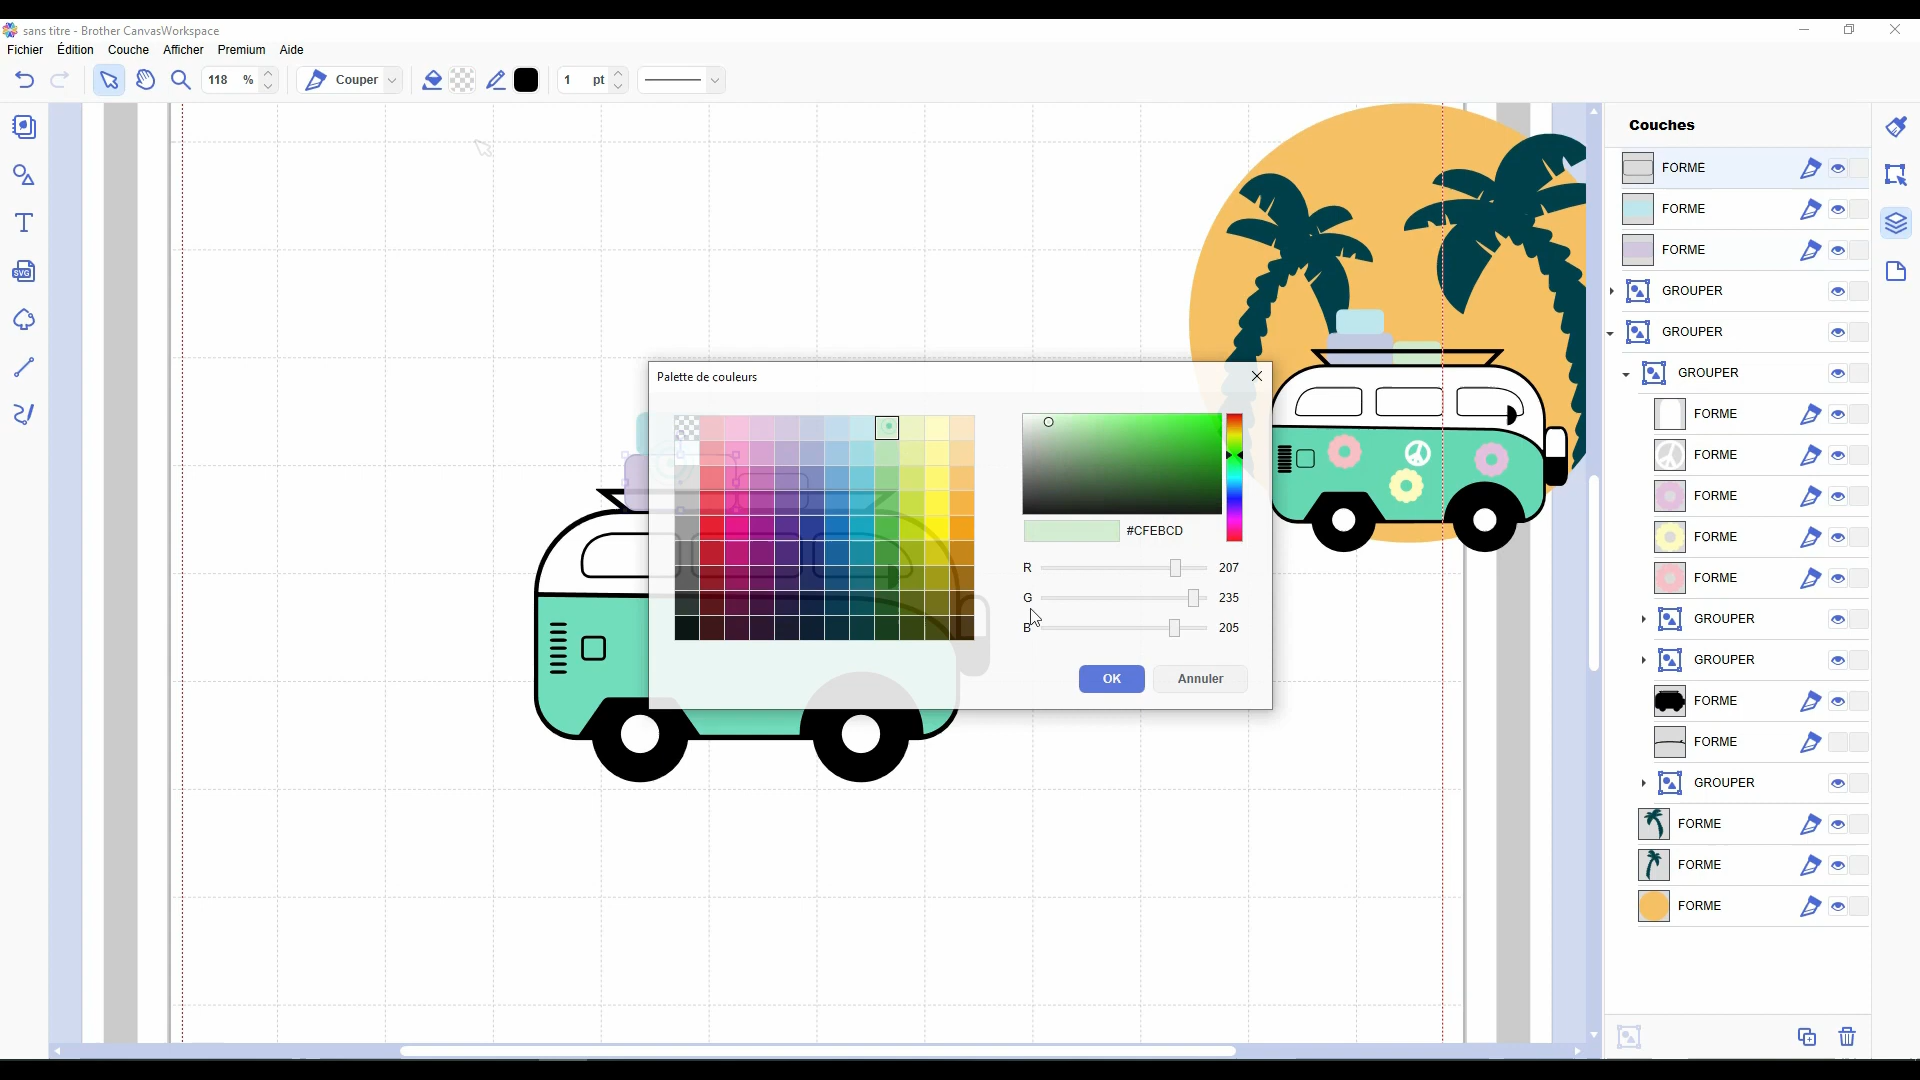 sans titre - Brother CanvasWorkspace
Fichier Édition Couche Afficher Premium Aide
118 % Couper 1 pt
SVG
Couches
FORME
FORME
FORME
GROUPER
GROUPER
GROUPER
FORME
FORME
FORME
FORME
FORME
GROUPER
GROUPER
FORME
FORME
GROUPER
FORME
FORME
FORME
Palette de couleurs
#CFEBCD
R 207
G 235
B 205
OK Annuler